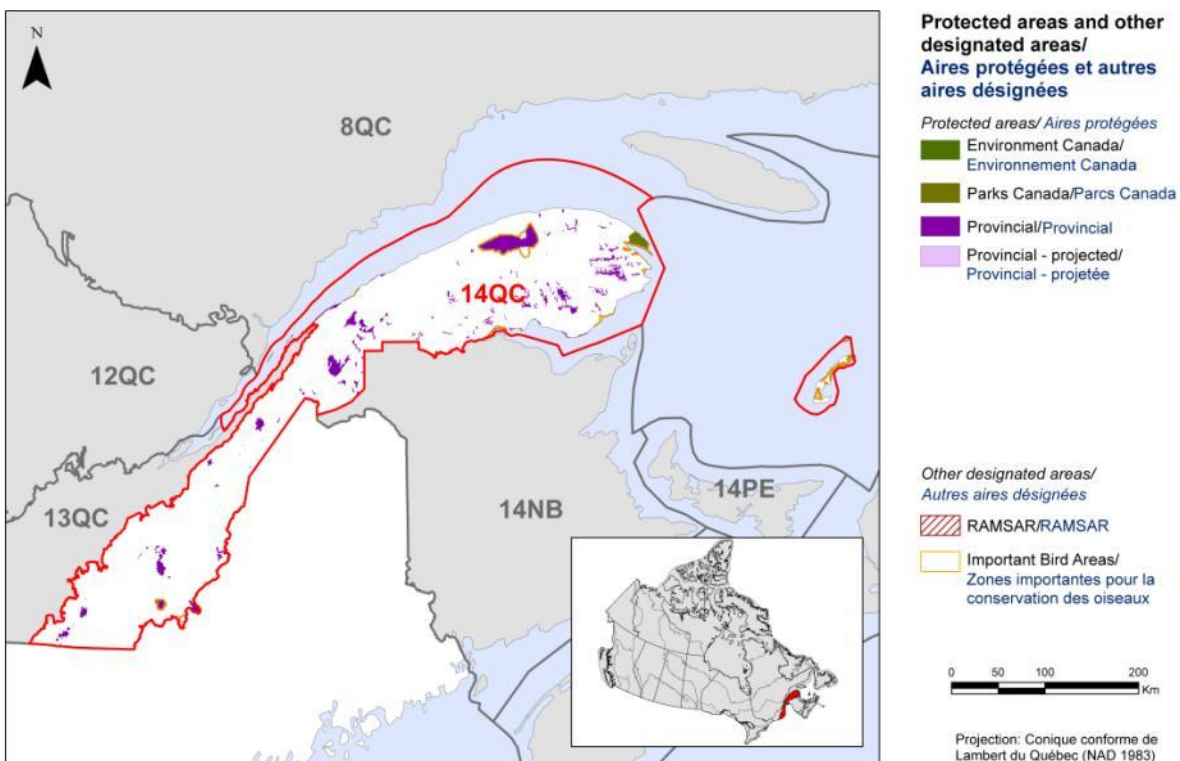 N
8QC
14QC
12QC
13QC
14NB
14PE
Protected areas and other
designated areas/
Aires protégées et autres
aires désignées
Protected areas/ Aires protégées
Environment Canada/
Environnement Canada
Parks Canada/Parcs Canada
Provincial/Provincial
Provincial - projected/
Provincial - projetée/
Other designated areas/
Autres aires désignées
RAMSAR/RAMSAR
Important Bird Areas/
Zones importantes pour la
conservation des oiseaux
0 50 100 200
Km
Projection: Conique conforme de
Lambert du Québec (NAD 1983)